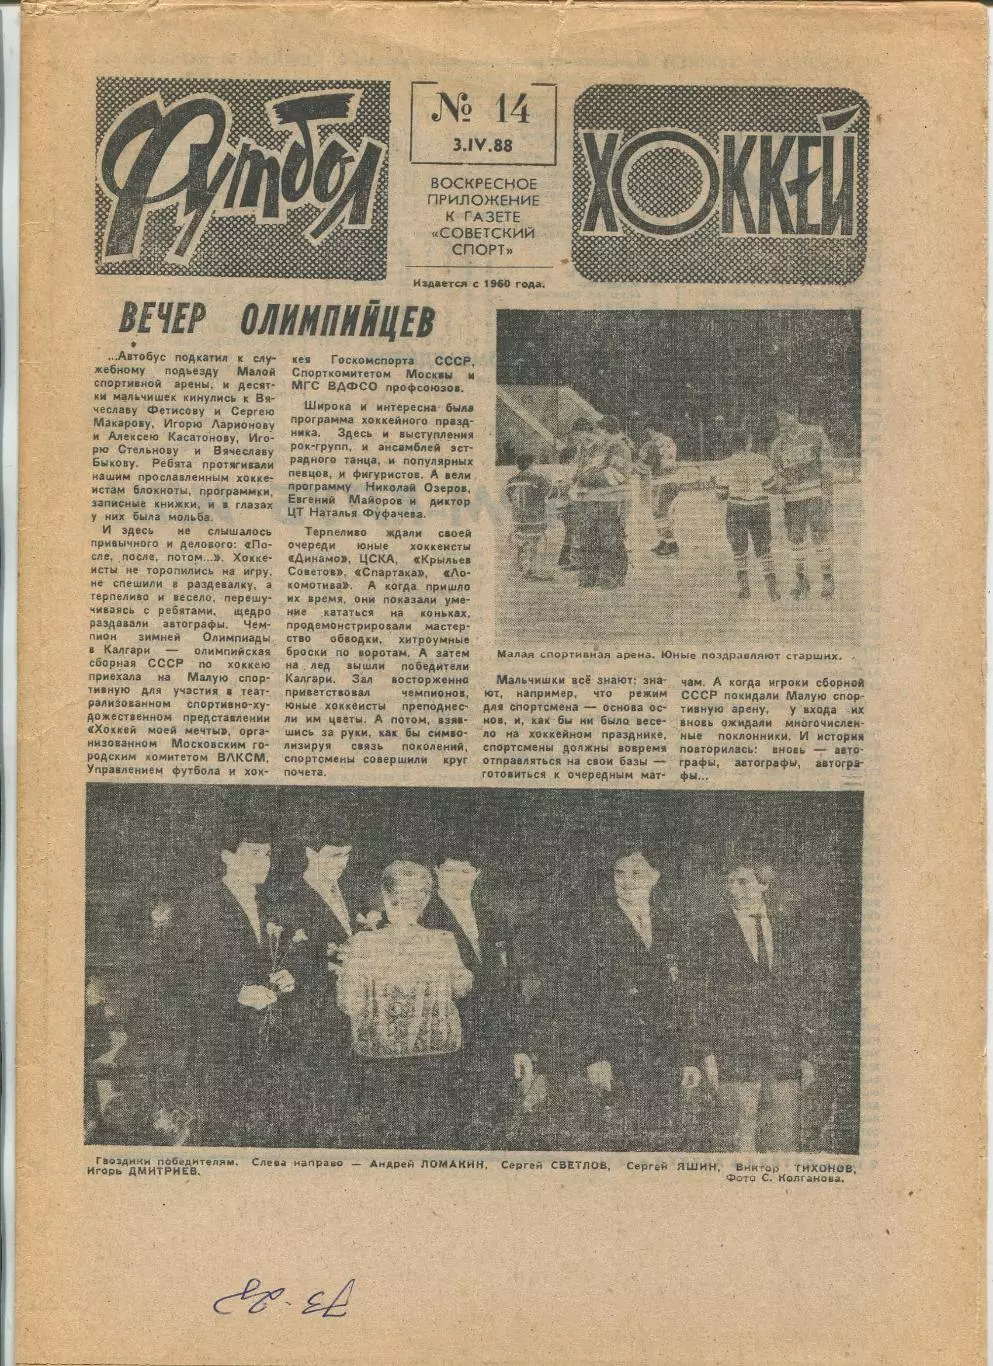 Футбол
№ 14
3.IV.88
ВОСКРЕСНОЕ
ПРИЛОЖЕНИЕ
К ГАЗЕТЕ
«СОВЕТСКИЙ
СПОРТ»
Издается с 1960 года.
ХОККЕЙ
ВЕЧЕР ОЛИМПИЙЦЕВ
...Автобус подкатил к слу-
жебному подъезду Малой
спортивной арены, и десят-
ки мальчишек кинулись к Вя-
чеславу Фетисову и Сергею
Макарову, Игорю Ларионову
и Алексею Касатонову, Иго-
рю Стельнову и Вячеславу
Быкову. Ребята протягивали
нашим прославленным хокке-
истам блокноты, программки,
записные книжки, и в глазах
у них была мольба.
И здесь не слышалось
привычного и делового: «По-
сле, после, потом...». Хокке-
исты не торопились на игру,
не спешили в раздевалку, а
терпеливо и весело, перешу-
чиваясь с ребятами, щедро
раздавали автографы. Чем-
пион зимней Олимпиады
в Калгари — олимпийская
сборная СССР по хоккею
приехала на Малую спор-
тивную для участия в теат-
рализованном спортивно-ху-
дожественном представлении
«Хоккей моей мечты», орга-
низованном Московским го-
родским комитетом ВЛКСМ,
Управлением футбола и хок-
кея Госкомспорта СССР,
Спорткомитетом Москвы и
МГС ВДФСО профсоюзов.
Широка и интересна была
программа хоккейного празд-
ника. Здесь и выступления
рок-групп, и ансамблей эст-
радного танца, и популярных
певцов, и фигуристов. А вели
программу Николай Озеров,
Евгений Майоров и диктор
ЦТ Наталья Фуфачева.
Терпеливо ждали своей
очереди юные хоккеисты
«Динамо», ЦСКА, «Крыльев
Советов», «Спартака», «Ло-
комотива». А когда пришло
их время, они показали уме-
ние кататься на коньках,
продемонстрировали мастер-
ство обводки, хитроумные
броски по воротам. А затем
на лед вышли победители
Калгари. Зал восторженно
приветствовал чемпионов,
юные хоккеисты преподнес-
ли им цветы. А потом, взяв-
шись за руки, как бы симво-
лизируя связь поколений,
спортсмены совершили круг
почета.
Малая спортивная арена. Юные поздравляют старших.
Мальчишки всё знают: зна-
ют, например, что режим
для спортсмена — основа ос-
нов, и, как бы ни было весе-
ло на хоккейном празднике,
спортсмены должны вовремя
отправляться на свои базы —
готовиться к очередным мат-
чам. А когда игроки сборной
СССР покидали Малую спор-
тивную арену, у входа их
вновь ожидали многочислен-
ные поклонники. И история
повторилась: вновь — авто-
графы, автографы, автогра-
фы...
Гвоздики победителям. Слева направо — Андрей ЛОМАКИН, Сергей СВЕТЛОВ, Сергей ЯШИН, Виктор ТИХОНОВ,
Игорь ДМИТРИЕВ.
Фото С. Колганова.
73-28